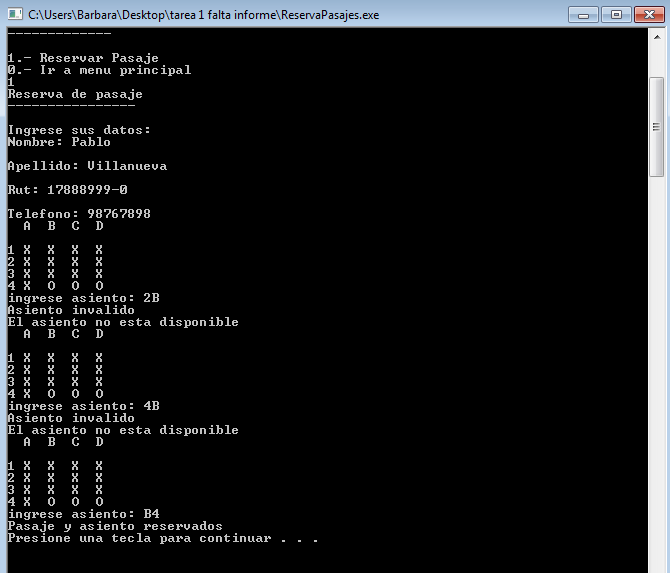 C:\Users\Barbara\Desktop\tarea 1 falta informe\ReservaPasajes.exe
-------------
1.- Reservar Pasaje
0.- Ir a menu principal
1
Reserva de pasaje
----------------
Ingrese sus datos:
Nombre: Pablo
Apellido: Villanueva
Rut: 17888999-0
Telefono: 98767898
A B C D
1 X X X X
2 X X X X
3 X X X X
4 X O O O
ingrese asiento: 2B
Asiento invalido
El asiento no esta disponible
A B C D
1 X X X X
2 X X X X
3 X X X X
4 X O O O
ingrese asiento: 4B
Asiento invalido
El asiento no esta disponible
A B C D
1 X X X X
2 X X X X
3 X X X X
4 X O O O
ingrese asiento: B4
Pasaje y asiento reservados
Presione una tecla para continuar . . .